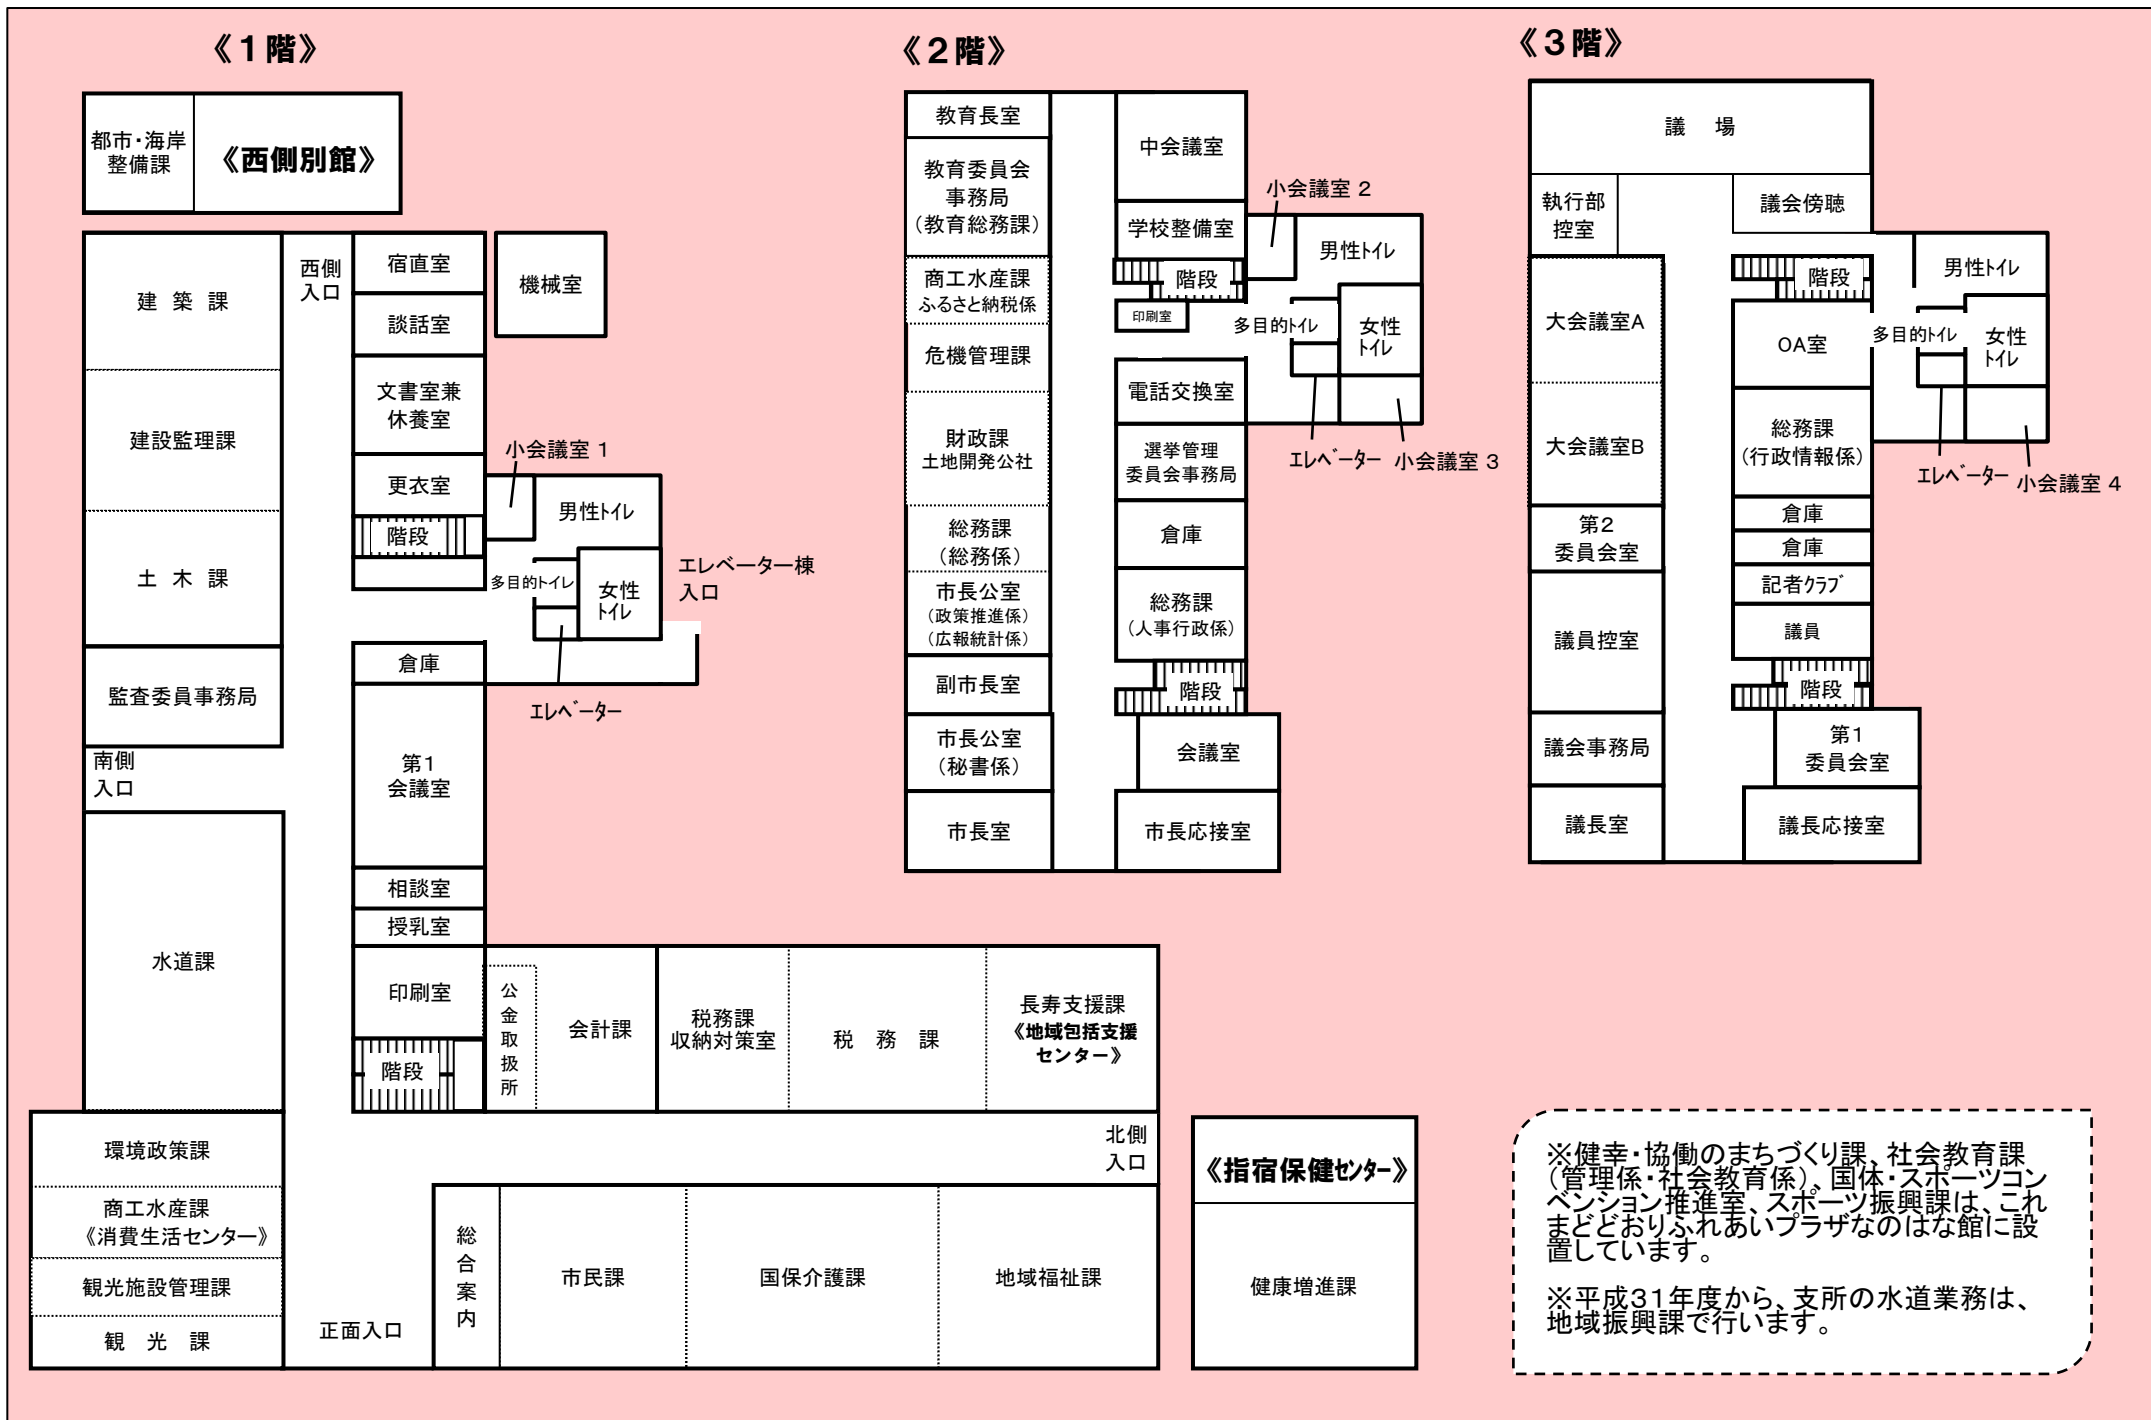 《１階》
都市・海岸
整備課
《西側別館》
建 築 課
西側
入口
宿直室
機械室
談話室
文書室兼
休養室
建設監理課
小会議室 1
更衣室
男性ﾄｲﾚ
階段
土 木 課
多目的ﾄｲﾚ
女性
ﾄｲﾚ
エレベーター棟
入口
倉庫
監査委員事務局
ｴﾚﾍﾞｰﾀｰ
南側
入口
第1
会議室
相談室
授乳室
水道課
印刷室
公
金
取
扱
所
会計課
税務課
収納対策室
税 務 課
長寿支援課
《地域包括支援
センター》
階段
環境政策課
北側
入口
商工水産課
《消費生活センター》
観光施設管理課
観 光 課
正面入口
総
合
案
内
市民課
国保介護課
地域福祉課
《指宿保健ｾﾝﾀｰ》
健康増進課
《２階》
教育長室
中会議室
教育委員会
事務局
（教育総務課）
小会議室 2
学校整備室
男性ﾄｲﾚ
商工水産課
ふるさと納税係
階段
印刷室
多目的ﾄｲﾚ
女性
ﾄｲﾚ
危機管理課
電話交換室
財政課
土地開発公社
選挙管理
委員会事務局
ｴﾚﾍﾞｰﾀｰ
小会議室 3
総務課
（総務係）
倉庫
市長公室
（政策推進係）
（広報統計係）
総務課
（人事行政係）
副市長室
階段
市長公室
（秘書係）
会議室
市長室
市長応接室
《３階》
議 場
執行部
控室
議会傍聴
男性ﾄｲﾚ
階段
大会議室A
OA室
多目的ﾄｲﾚ
女性
ﾄｲﾚ
大会議室B
総務課
（行政情報係）
ｴﾚﾍﾞｰﾀｰ
小会議室 4
倉庫
第2
委員会室
倉庫
記者ｸﾗﾌﾞ
議員控室
議員
階段
議会事務局
第1
委員会室
議長室
議長応接室
※健幸・協働のまちづくり課、社会教育課
（管理係・社会教育係）、国体・スポーツコン
ベンション推進室、スポーツ振興課は、これ
まどどおりふれあいプラザなのはな館に設
置しています。
※平成31年度から、支所の水道業務は、
地域振興課で行います。